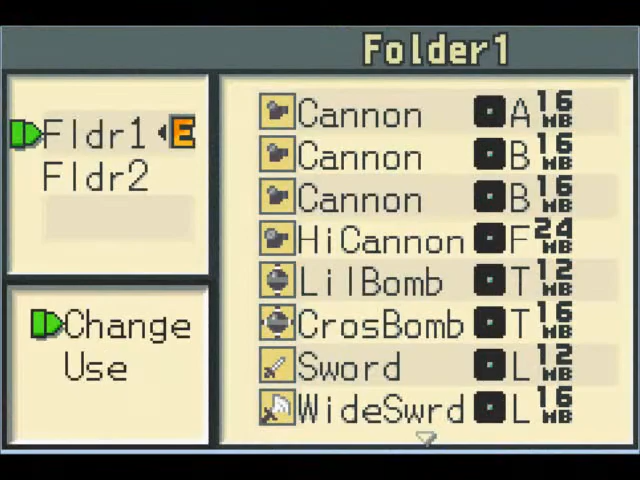 Folder1
Fldr1 E
Fldr2
Change
Use
Cannon A 16 MB
Cannon B 16 MB
Cannon B 16 MB
HiCannon F 24 MB
LilBomb T 12 MB
CrosBomb T 16 MB
Sword L 12 MB
WideSwrd L 16 MB